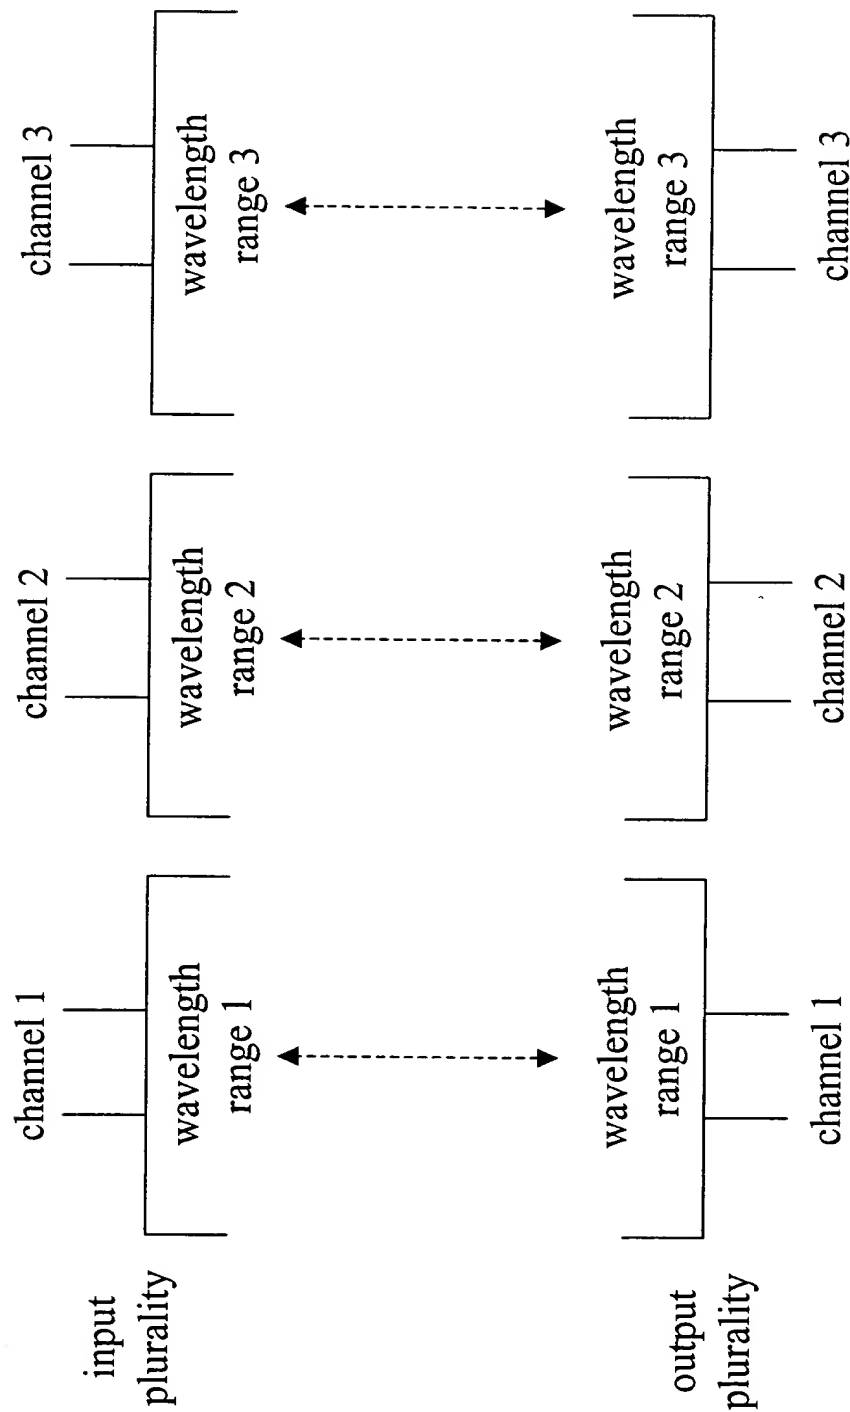 input
plurality
channel 1
channel 2
channel 3
wavelength
range 1
wavelength
range 2
wavelength
range 3
output
plurality
wavelength
range 1
wavelength
range 2
wavelength
range 3
channel 1
channel 2
channel 3